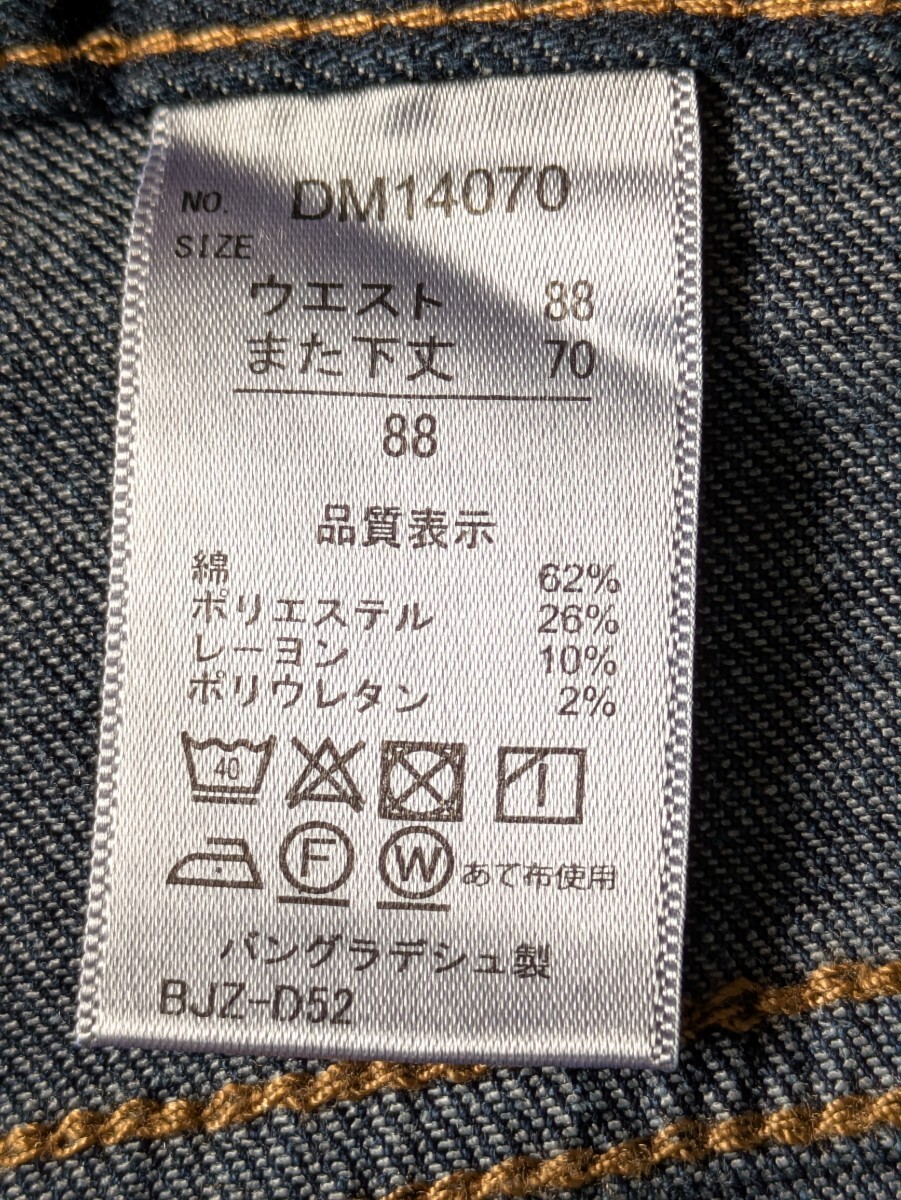 NO. DM14070
SIZE
ウエスト 88
また下丈 70
88
品質表示
綿 62%
ポリエステル 26%
レーヨン 10%
ポリウレタン 2%
40
F W あて布使用
バングラデシュ製
BJZ-D52